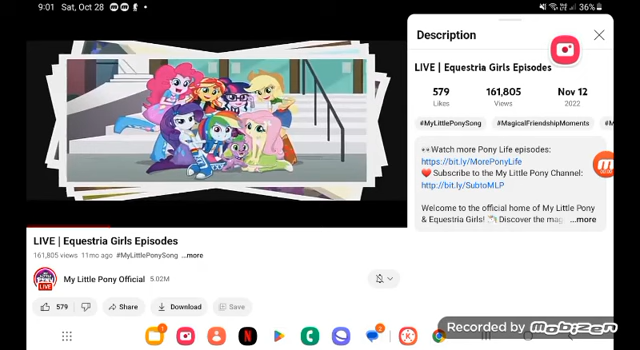 9:01 Sat, Oct 28
36%
Description
LIVE | Equestria Girls Episodes
579 161,805 Nov 12
Likes Views 2022
#MyLittlePonySong #MagicalFriendshipMoments #M
👀Watch more Pony Life episodes:
https://bit.ly/MorePonyLife
❤️ Subscribe to the My Little Pony Channel:
http://bit.ly/SubtoMLP
Welcome to the official home of My Little Pony
& Equestria Girls! Discover the mag ...more
LIVE | Equestria Girls Episodes
161,805 views 11mo ago #MyLittlePonySong ...more
LIVE
My Little Pony Official 5.02M
579 Share Download Save
Recorded by Mobizen